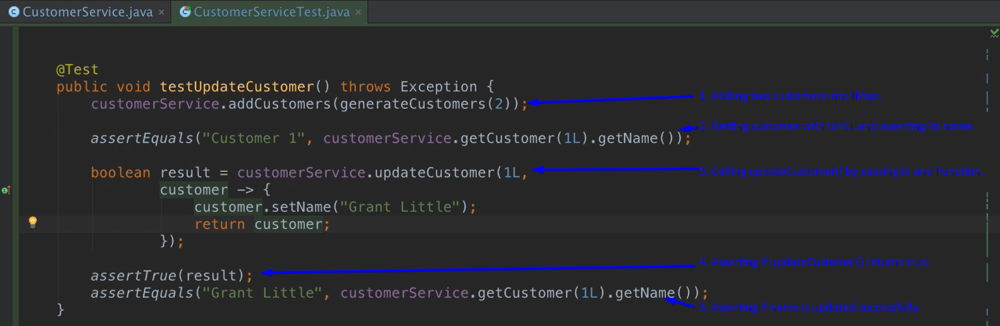 CustomerService.java × CustomerServiceTest.java ×
@Test
public void testUpdateCustomer() throws Exception {
customerService.addCustomers(generateCustomers(2));
1. Adding two customers into IMap.
2. Getting customer with id=1L and asserting its name.
assertEquals("Customer 1", customerService.getCustomer(1L).getName());
boolean result = customerService.updateCustomer(1L,
3. Calling updateCustomer() by passing id and Function.
customer -> {
customer.setName("Grant Little");
return customer;
});
4. Asserting if updateCustomer() returns true.
assertTrue(result);
assertEquals("Grant Little", customerService.getCustomer(1L).getName());
5. Asserting if name is updated successfully.
}